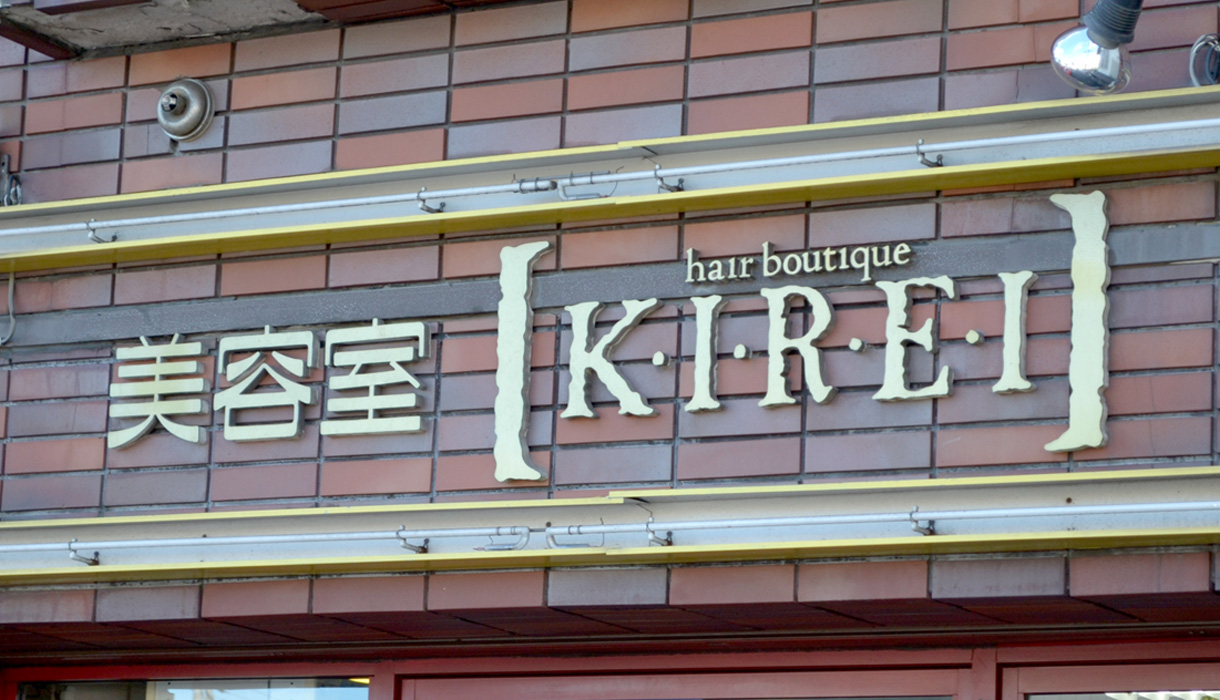 美容室
hair boutique
[K·I·R·E·I]